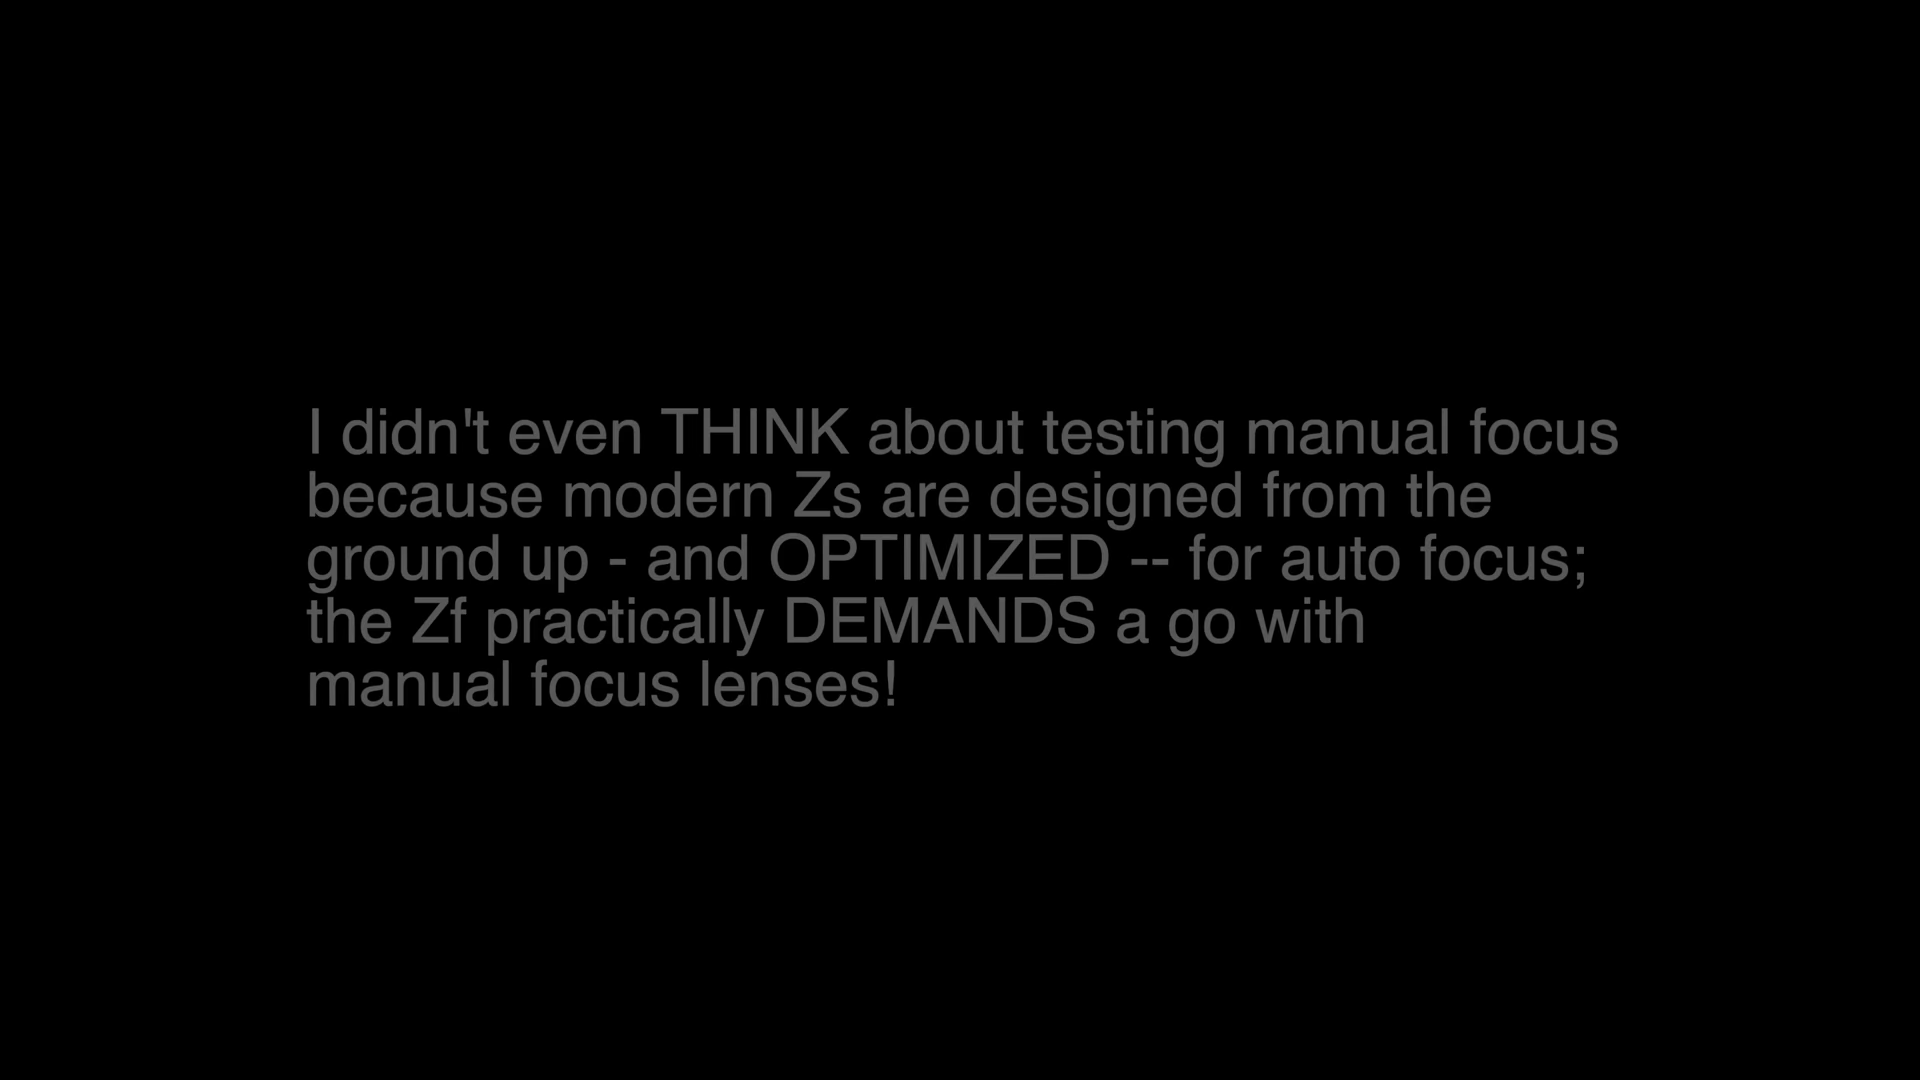 I didn't even THINK about testing manual focus
because modern Zs are designed from the
ground up - and OPTIMIZED -- for auto focus;
the Zf practically DEMANDS a go with
manual focus lenses!